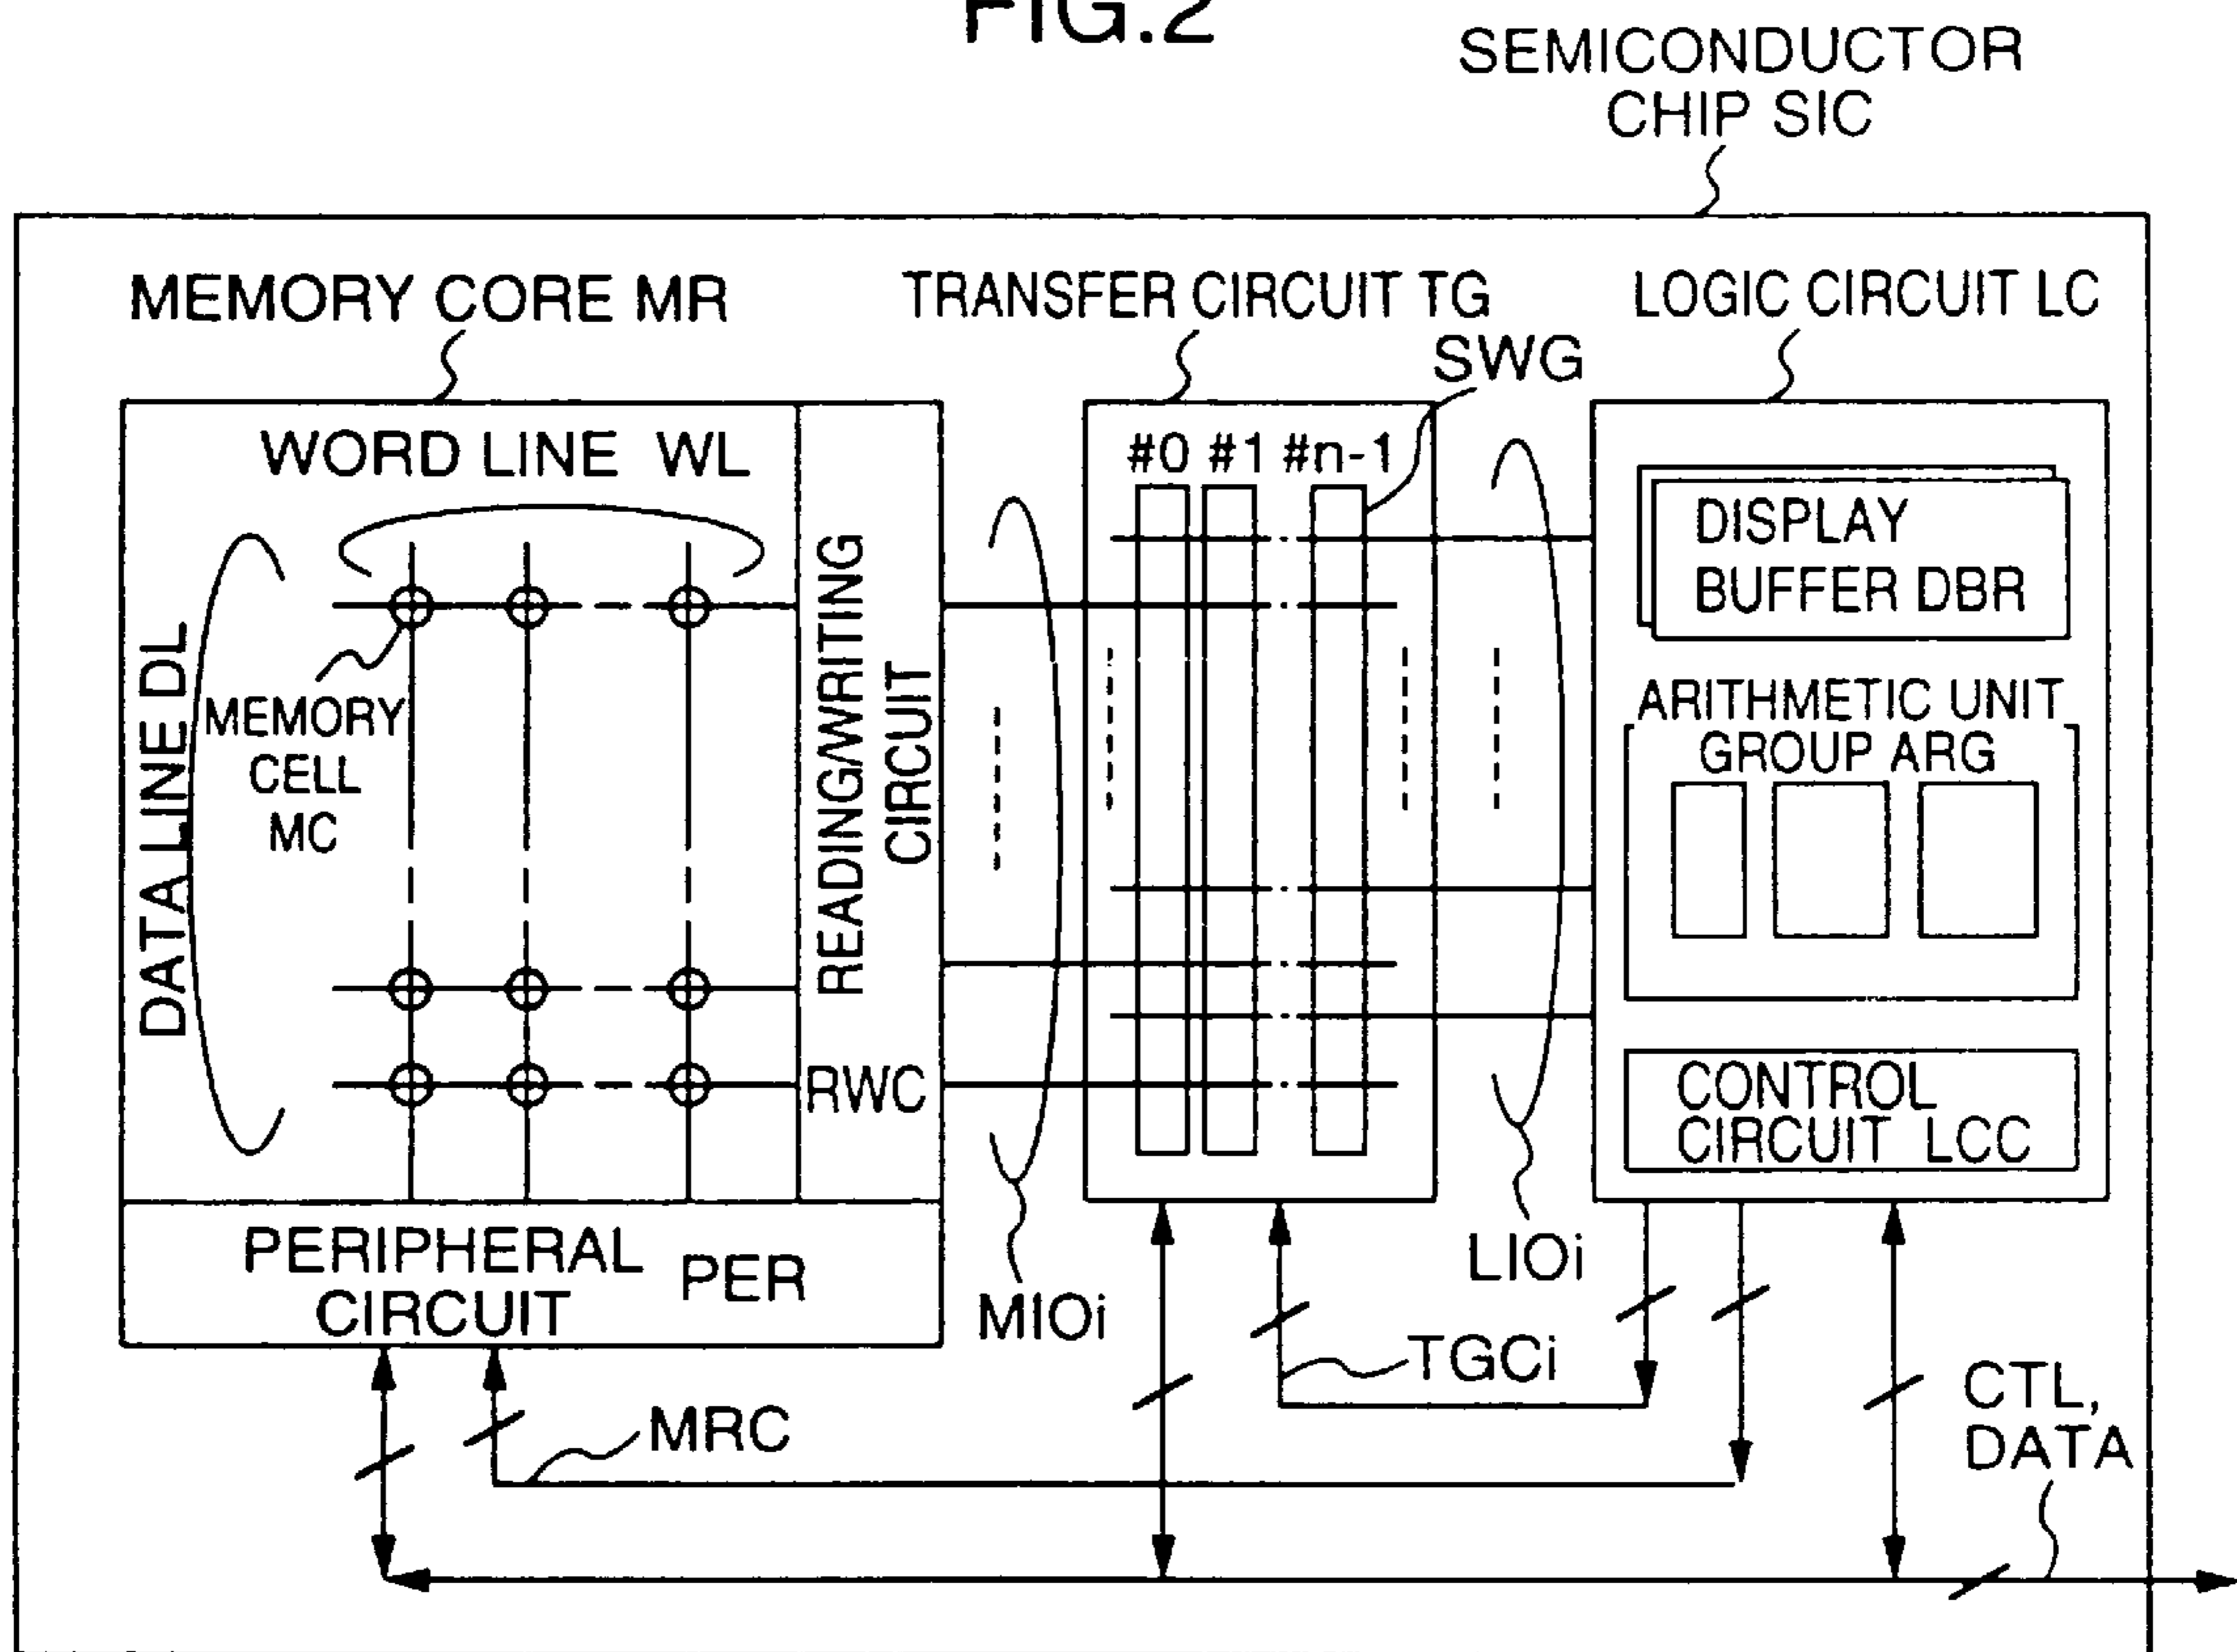 FIG.2
SEMICONDUCTOR
CHIP SIC
MEMORY CORE MR
TRANSFER CIRCUIT TG
LOGIC CIRCUIT LC
SWG
WORD LINE WL
#0 #1 #n-1
DISPLAY
BUFFER DBR
DATA LINE DL
MEMORY
CELL
MC
READING/WRITING
CIRCUIT
RWC
ARITHMETIC UNIT
GROUP ARG
CONTROL
CIRCUIT LCC
PERIPHERAL
CIRCUIT
PER
MIOi
LIOi
TGCi
MRC
CTL,
DATA